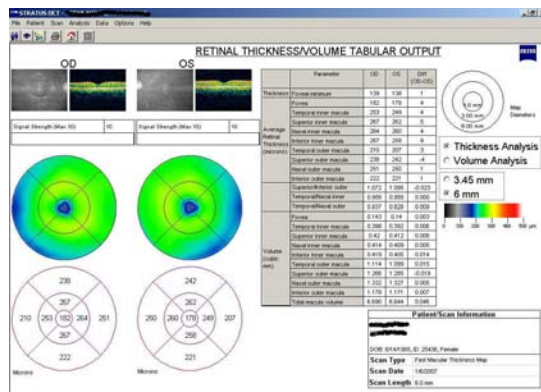 STRATUS OCT -
File Patient Scan Analysis Data Options Help
RETINAL THICKNESS/VOLUME TABULAR OUTPUT
ZEISS
OD OS
Signal Strength (Max 10) 10 Signal Strength (Max 10) 10
Parameter OD OS Diff (OD-OS)
Thickness Foveal minimum 139 138 1
Average Retinal Thickness (microns)
Fovea 182 178 4
Temporal inner macula 253 249 4
Superior inner macula 267 262 5
Nasal inner macula 264 260 4
Inferior inner macula 267 258 9
Temporal outer macula 210 207 3
Superior outer macula 238 242 -4
Nasal outer macula 251 250 1
Inferior outer macula 222 221 1
Superior/Inferior outer 1.072 1.095 -0.023
Temporal/Nasal inner 0.958 0.958 0.000
Temporal/Nasal outer 0.837 0.828 0.009
Volume (cubic mm)
Fovea 0.143 0.14 0.003
Temporal inner macula 0.398 0.392 0.006
Superior inner macula 0.42 0.412 0.008
Nasal inner macula 0.414 0.409 0.005
Inferior inner macula 0.419 0.405 0.014
Temporal outer macula 1.114 1.099 0.015
Superior outer macula 1.266 1.285 -0.019
Nasal outer macula 1.332 1.327 0.005
Inferior outer macula 1.178 1.171 0.007
Total macula volume 6.690 6.644 0.046
1.0 mm
3.00 mm
6.00 mm
Map Diameters
Thickness Analysis
Volume Analysis
3.45 mm
6 mm
0 100 200 300 400 500 µm
238
267
210 253 182 264 251
267
222
Microns
242
262
250 260 178 249 207
258
221
Microns
Patient/Scan Information
Scan Type Fast Macular Thickness Map
Scan Date 1/6/2007
Scan Length 6.0 mm